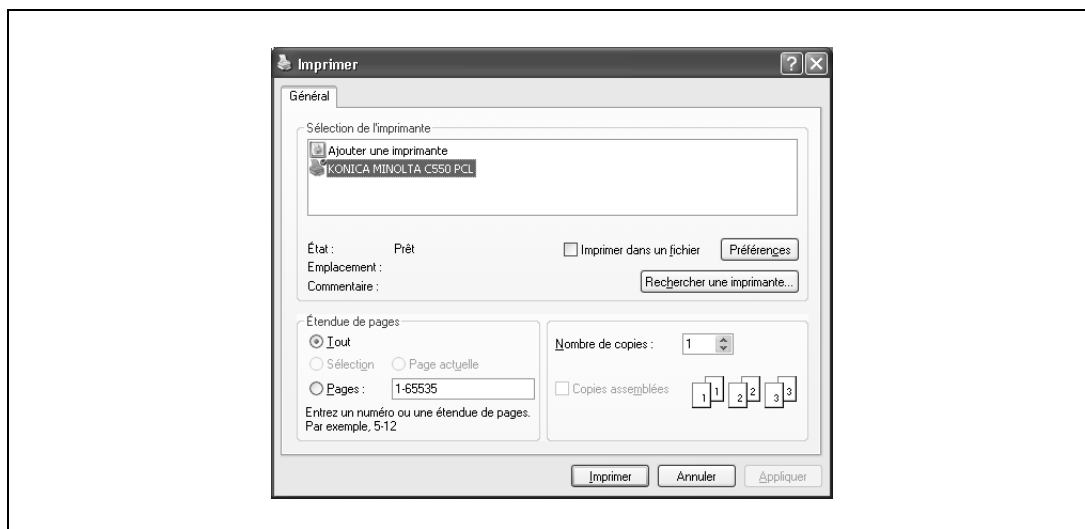 Imprimer
Général
Sélection de l'imprimante
Ajouter une imprimante
KONICA MINOLTA C550 PCL
État : Prêt
Emplacement :
Commentaire :
Imprimer dans un fichier
Préférences
Rechercher une imprimante...
Étendue de pages
Tout
Sélection Page actuelle
Pages : 1-65535
Entrez un numéro ou une étendue de pages.
Par exemple, 5-12
Nombre de copies : 1
Copies assemblées
1 1 2 2 3 3
Imprimer Annuler Appliquer